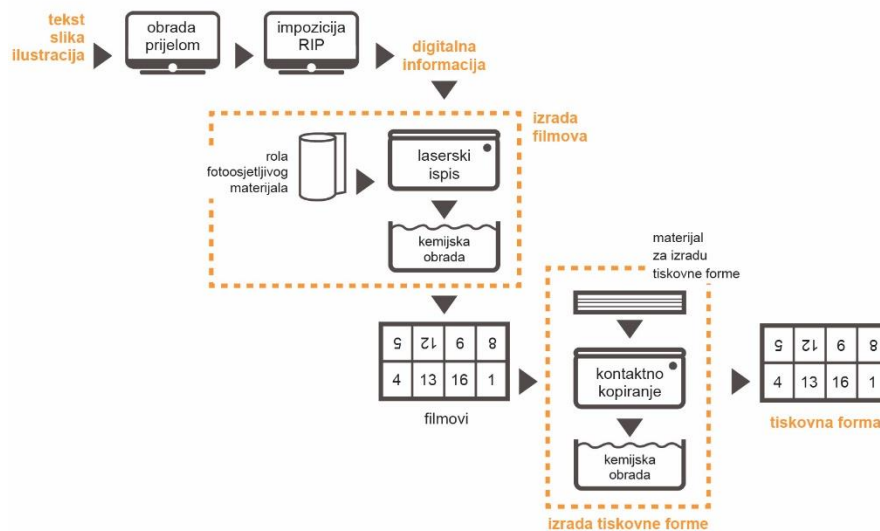 tekst
slika
ilustracija
obrada
prijelom
impozicija
RIP
digitalna
informacija
izrada
filmova
rola
fotoosjetljivog
materijala
laserski
ispis
kemijska
obrada
5 12 9 8
4 13 16 1
filmovi
materijal
za izradu
tiskovne forme
kontaktno
kopiranje
kemijska
obrada
izrada tiskovne forme
5 12 9 8
4 13 16 1
tiskovna forma